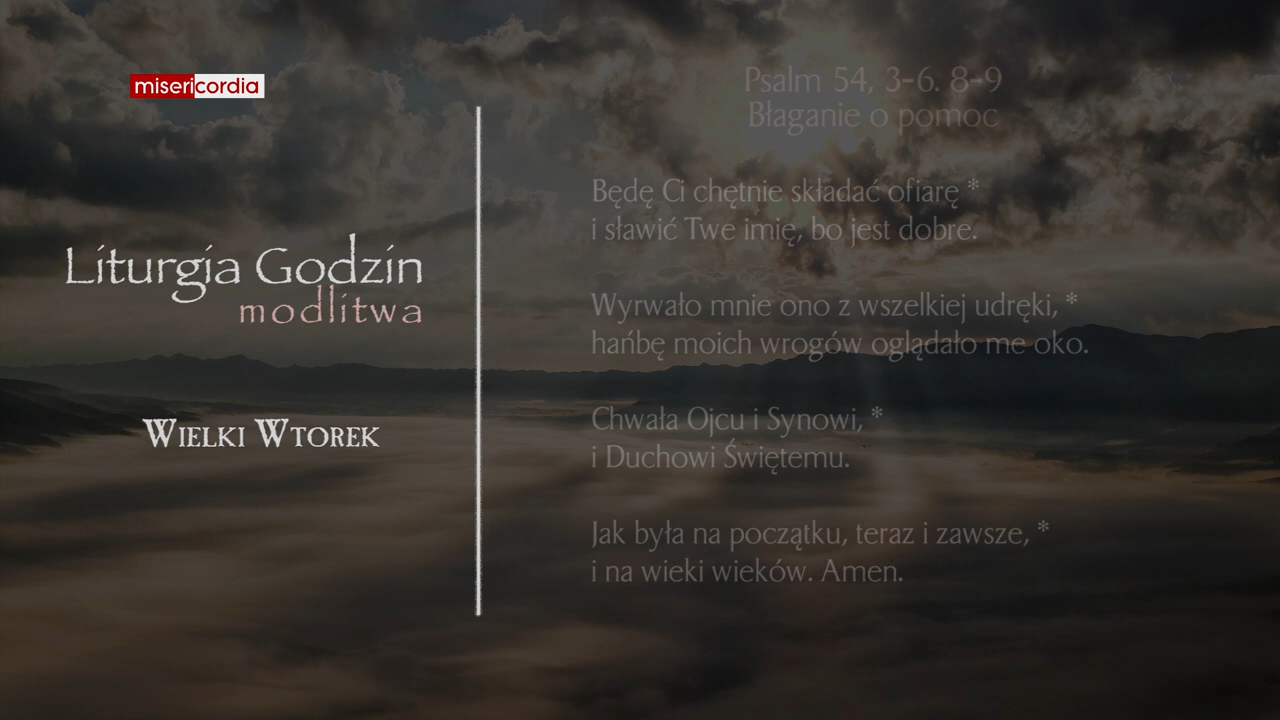 misericordia
Liturgia Godzin
modlitwa
Wielki Wtorek
Psalm 54, 3-6. 8-9
Błaganie o pomoc
Będę Ci chętnie składać ofiarę *
i sławić Twe imię, bo jest dobre.
Wyrwało mnie ono z wszelkiej udręki, *
hańbę moich wrogów oglądało me oko.
Chwała Ojcu i Synowi, *
i Duchowi Świętemu.
Jak była na początku, teraz i zawsze, *
i na wieki wieków. Amen.